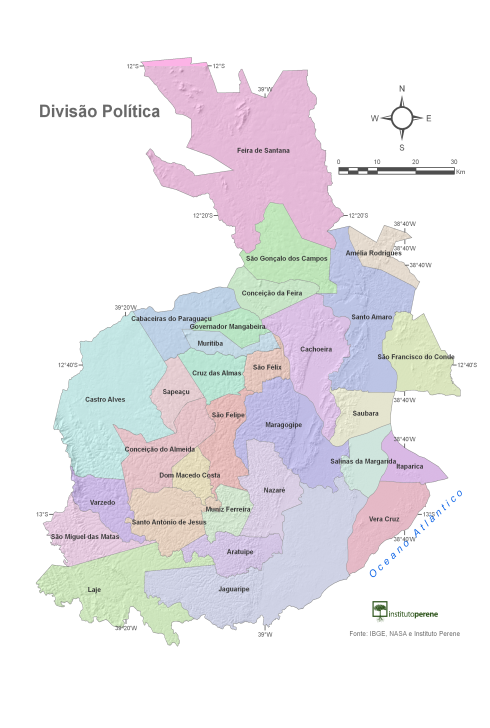 12°S
12°S
39°W
Divisão Política
N
W
E
S
Feira de Santana
0 10 20 30
Km
12°20'S
12°20'S
38°40'W
Amélia Rodrigues
38°40'W
38°40'W
São Gonçalo dos Campos
Conceição da Feira
39°20'W
Cabaceiras do Paraguaçu
Santo Amaro
Governador Mangabeira
Muritiba
Cachoeira
São Francisco do Conde
12°40'S
12°40'S
Cruz das Almas
São Felix
Sapeaçu
Castro Alves
38°40'W
São Felipe
Saubara
Maragogipe
38°40'W
Conceição do Almeida
Salinas da Margarida
Itaparica
Dom Macedo Costa
Nazaré
Varzedo
Muniz Ferreira
13°S
13°S
Vera Cruz
Santo Antônio de Jesus
São Miguel das Matas
38°40'W
Oceano Atlântico
Aratuípe
Laje
Jaguaripe
39°20'W
39°W
institutoperene
Fonte: IBGE, NASA e Instituto Perene